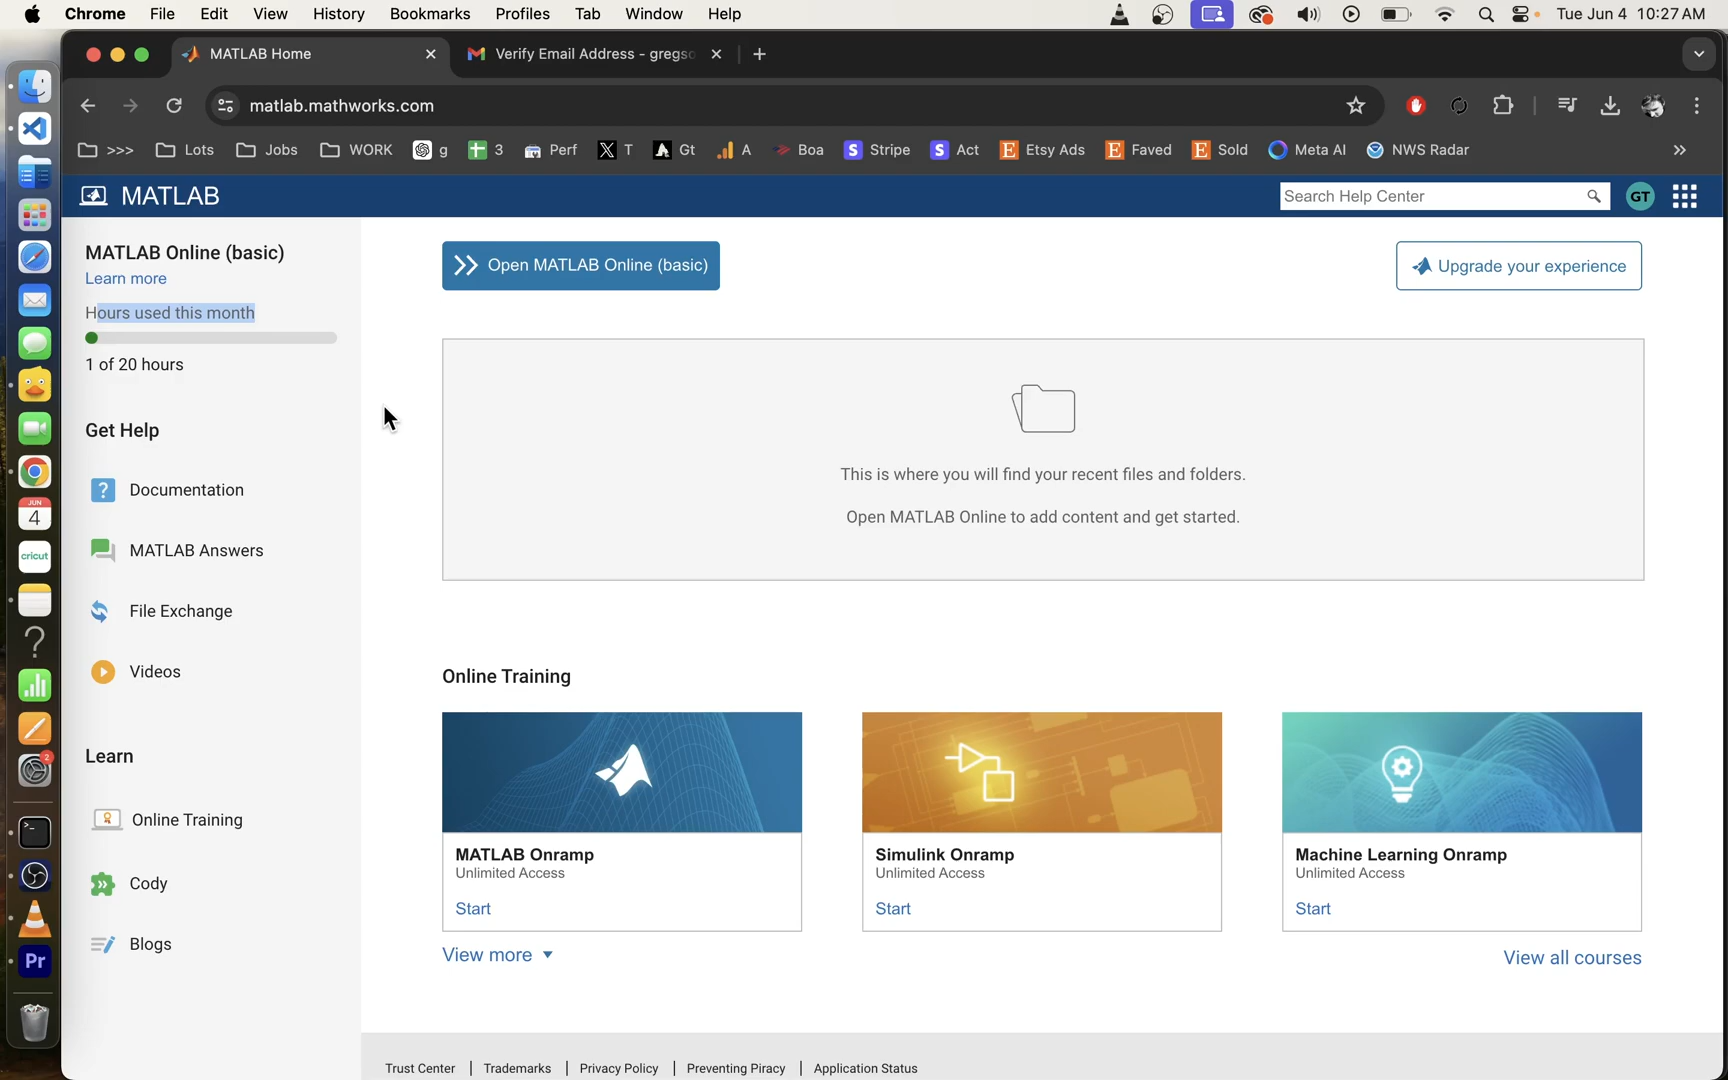 Chrome File Edit View History Bookmarks Profiles Tab Window Help Tue Jun 4 10:27 AM
MATLAB Home Verify Email Address - gregso
matlab.mathworks.com
>>> Lots Jobs WORK g 3 Perf T Gt A Boa Stripe Act Etsy Ads Faved Sold Meta AI NWS Radar
MATLAB Search Help Center GT
MATLAB Online (basic)
Learn more
Hours used this month
1 of 20 hours
Get Help
Documentation
MATLAB Answers
File Exchange
Videos
Learn
Online Training
Cody
Blogs
Open MATLAB Online (basic) Upgrade your experience
This is where you will find your recent files and folders.
Open MATLAB Online to add content and get started.
Online Training
MATLAB Onramp
Unlimited Access
Start
Simulink Onramp
Unlimited Access
Start
Machine Learning Onramp
Unlimited Access
Start
View more
View all courses
Trust Center | Trademarks | Privacy Policy | Preventing Piracy | Application Status
JUN
4
cricut
2
Pr